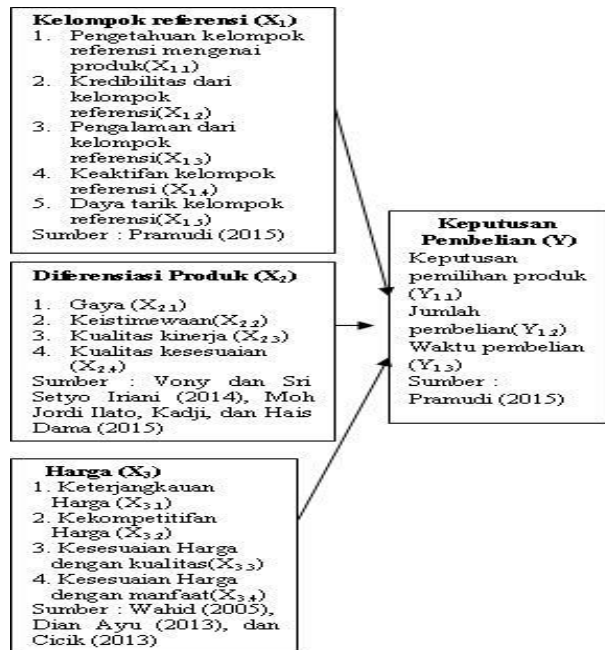 Kelompok referensi (X₁)
1. Pengetahuan kelompok
referensi mengenai
produk(X₁.₁)
2. Kredibilitas dari
kelompok
referensi(X₁.₂)
3. Pengalaman dari
kelompok
referensi(X₁.₃)
4. Keaktifan kelompok
referensi (X₁.₄)
5. Daya tarik kelompok
referensi(X₁.₅)
Sumber : Pramudi (2015)
Diferensiasi Produk (X₂)
1. Gaya (X₂.₁)
2. Keistimewaan(X₂.₂)
3. Kualitas kinerja (X₂.₃)
4. Kualitas kesesuaian
(X₂.₄)
Sumber : Vony dan Sri
Setyo Iriani (2014), Moh
Jordi Ilato, Kadji, dan Hais
Dama (2015)
Harga (X₃)
1. Keterjangkauan
Harga (X₃.₁)
2. Kekompetitifan
Harga (X₃.₂)
3. Kesesuaian Harga
dengan kualitas(X₃.₃)
4. Kesesuaian Harga
dengan manfaat(X₃.₄)
Sumber : Wahid (2005),
Dian Ayu (2013), dan
Cicik (2013)
Keputusan
Pembelian (Y)
Keputusan
pemilihan produk
(Y₁.₁)
Jumlah
pembelian(Y₁.₂)
Waktu pembelian
(Y₁.₃)
Sumber :
Pramudi (2015)